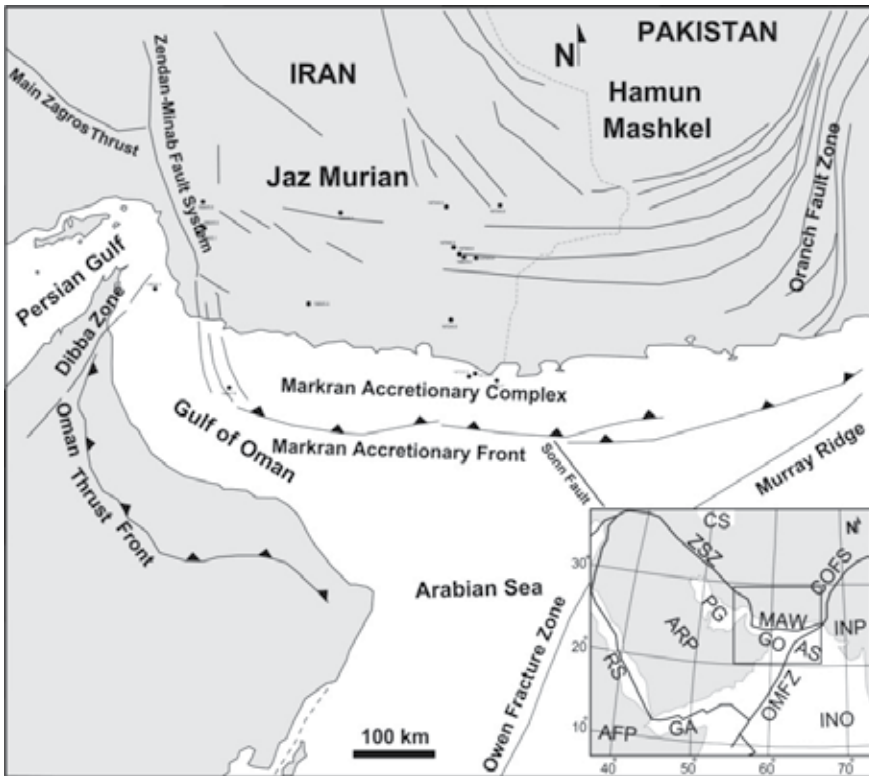 PAKISTAN
IRAN
N
Hamun
Mashkel
Main Zagros Thrust
Zendan-Minab Fault System
Jaz Murian
Oranch Fault Zone
Persian Gulf
Dibba Zone
Markran Accretionary Complex
Gulf of Oman
Markran Accretionary Front
Oman Thrust Front
Sonn Fault
Murray Ridge
Arabian Sea
Owen Fracture Zone
100 km
CS
N
ZSZ
COFS
30°
PG
MAW
INP
ARP
GO
AS
20°
RS
OMFZ
INO
10°
AFP
GA
40°
50°
60°
70°